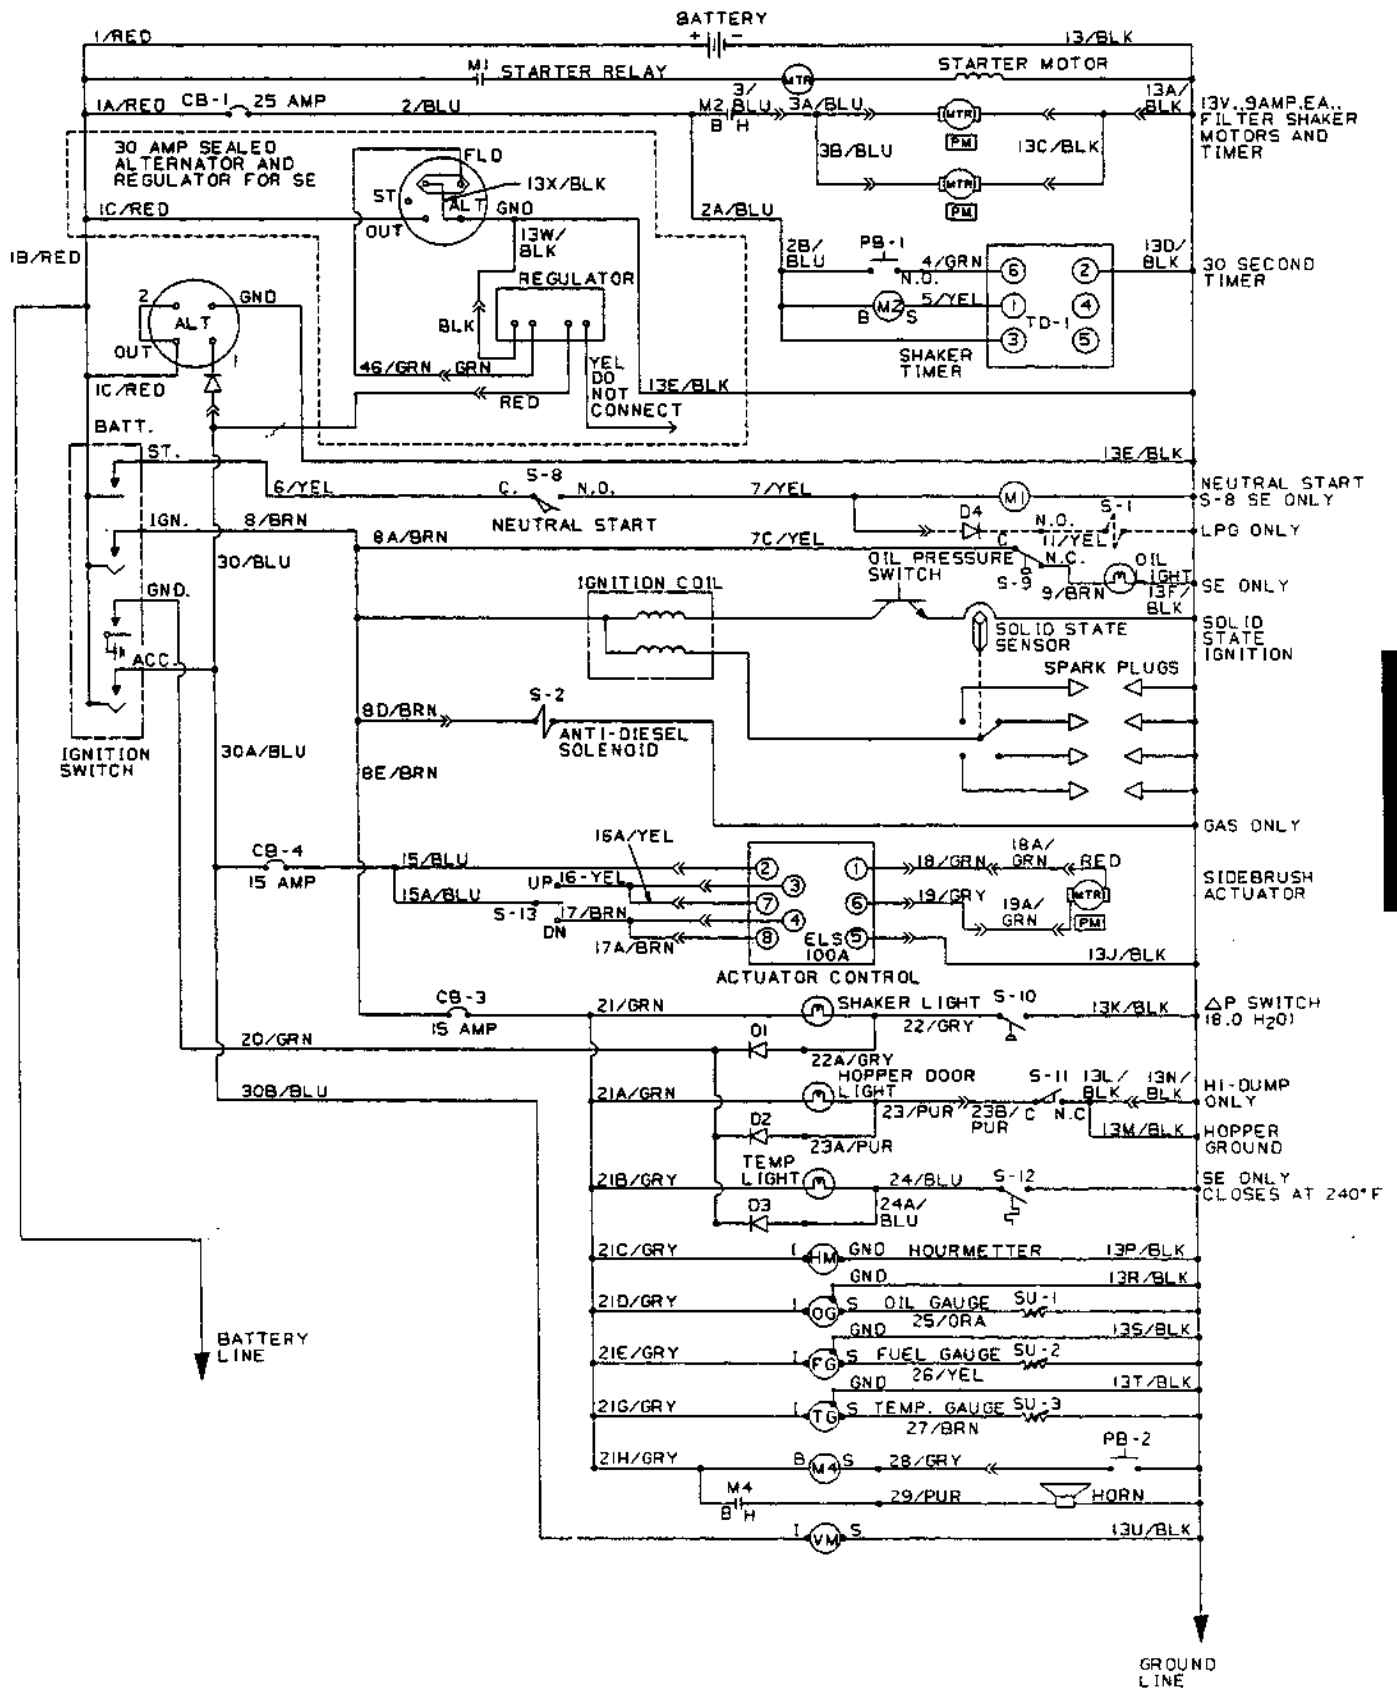 BATTERY
+ -
1/RED
13/BLK
M1
STARTER RELAY
MTR
STARTER MOTOR
1A/RED
CB-1
25 AMP
2/BLU
M2
B H
3/
BLU
3A/BLU
MTR
PM
13A/
BLK
13V.,9AMP.EA..
FILTER SHAKER
MOTORS AND
TIMER
3B/BLU
13C/BLK
MTR
PM
30 AMP SEALED
ALTERNATOR AND
REGULATOR FOR SE
FLD
ST
ALT
13X/BLK
1C/RED
OUT
GND
13W/
BLK
2A/BLU
1B/RED
REGULATOR
2B/
BLU
PB-1
4/GRN
N.O.
6
2
13D/
BLK
30 SECOND
TIMER
2
GND
ALT
OUT
1
BLK
B
M2
S
5/YEL
1
TD-1
4
3
5
SHAKER
TIMER
1C/RED
46/GRN
GRN
YEL
DO
NOT
CONNECT
RED
13E/BLK
BATT.
ST.
13E/BLK
6/YEL
C.
S-8
N.O.
NEUTRAL START
7/YEL
M1
NEUTRAL START
S-8 SE ONLY
D4
N.O.
11/YEL
S-1
LPG ONLY
IGN.
8/BRN
8A/BRN
7C/YEL
C
N.C.
S-9
OIL
LIGHT
9/BRN
SE ONLY
30/BLU
OIL PRESSURE
SWITCH
13F/
BLK
GND.
IGNITION COIL
SOLID STATE
SENSOR
SOLID
STATE
IGNITION
ACC.
SPARK PLUGS
IGNITION
SWITCH
8D/BRN
S-2
ANTI-DIESEL
SOLENOID
30A/BLU
8E/BRN
GAS ONLY
16A/YEL
CB-4
15 AMP
15/BLU
2
1
18/GRN
18A/
GRN
RED
SIDEBRUSH
ACTUATOR
15A/BLU
UP
16-YEL
3
S-13
7
6
19/GRY
19A/
GRN
MTR
PM
DN
17/BRN
4
17A/BRN
8
ELS
100A
5
13J/BLK
ACTUATOR CONTROL
CB-3
15 AMP
21/GRN
SHAKER LIGHT
22/GRY
S-10
13K/BLK
△P SWITCH
(8.0 H2O)
20/GRN
D1
22A/GRY
30B/BLU
21A/GRN
HOPPER DOOR
LIGHT
23/PUR
23B/
PUR
C
S-11
N.C
13L/
BLK
13N/
BLK
HI-DUMP
ONLY
D2
23A/PUR
13M/BLK
HOPPER
GROUND
21B/GRY
TEMP
LIGHT
24/BLU
S-12
SE ONLY
CLOSES AT 240°F
D3
24A/
BLU
21C/GRY
I
HM
GND
HOURMETTER
13P/BLK
GND
13R/BLK
21D/GRY
I
OG
S
OIL GAUGE
25/ORA
SU-1
GND
13S/BLK
21E/GRY
I
FG
S
FUEL GAUGE
26/YEL
SU-2
GND
13T/BLK
21G/GRY
I
TG
S
TEMP. GAUGE
27/BRN
SU-3
BATTERY
LINE
21H/GRY
B
M4
S
28/GRY
PB-2
M4
B H
29/PUR
HORN
I
VM
S
13U/BLK
GROUND
LINE